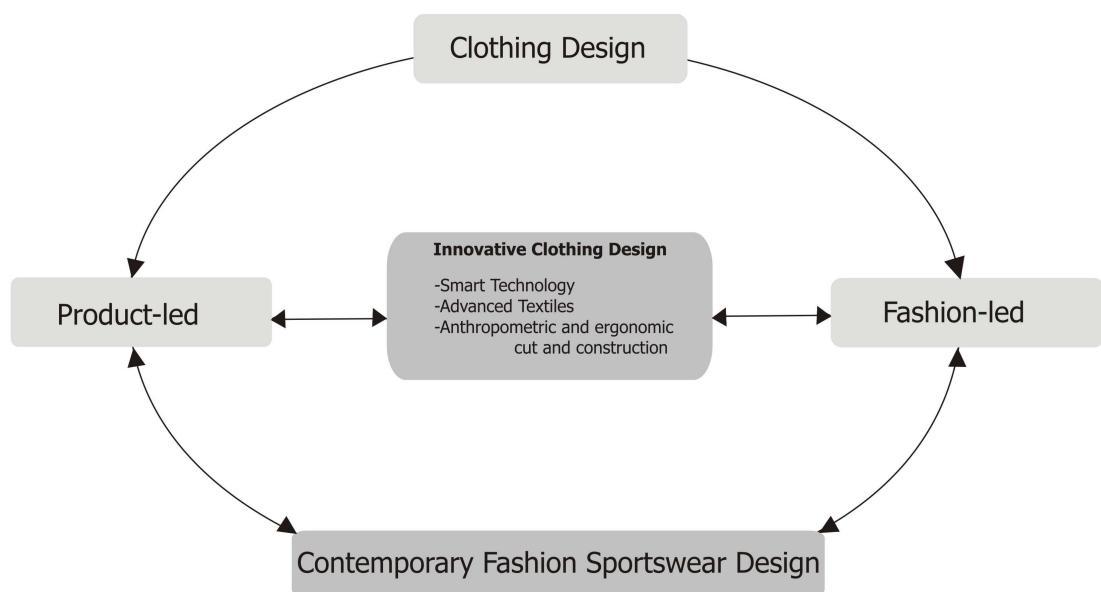 Clothing Design
Innovative Clothing Design
-Smart Technology
-Advanced Textiles
-Anthropometric and ergonomic
cut and construction
Product-led
Fashion-led
Contemporary Fashion Sportswear Design